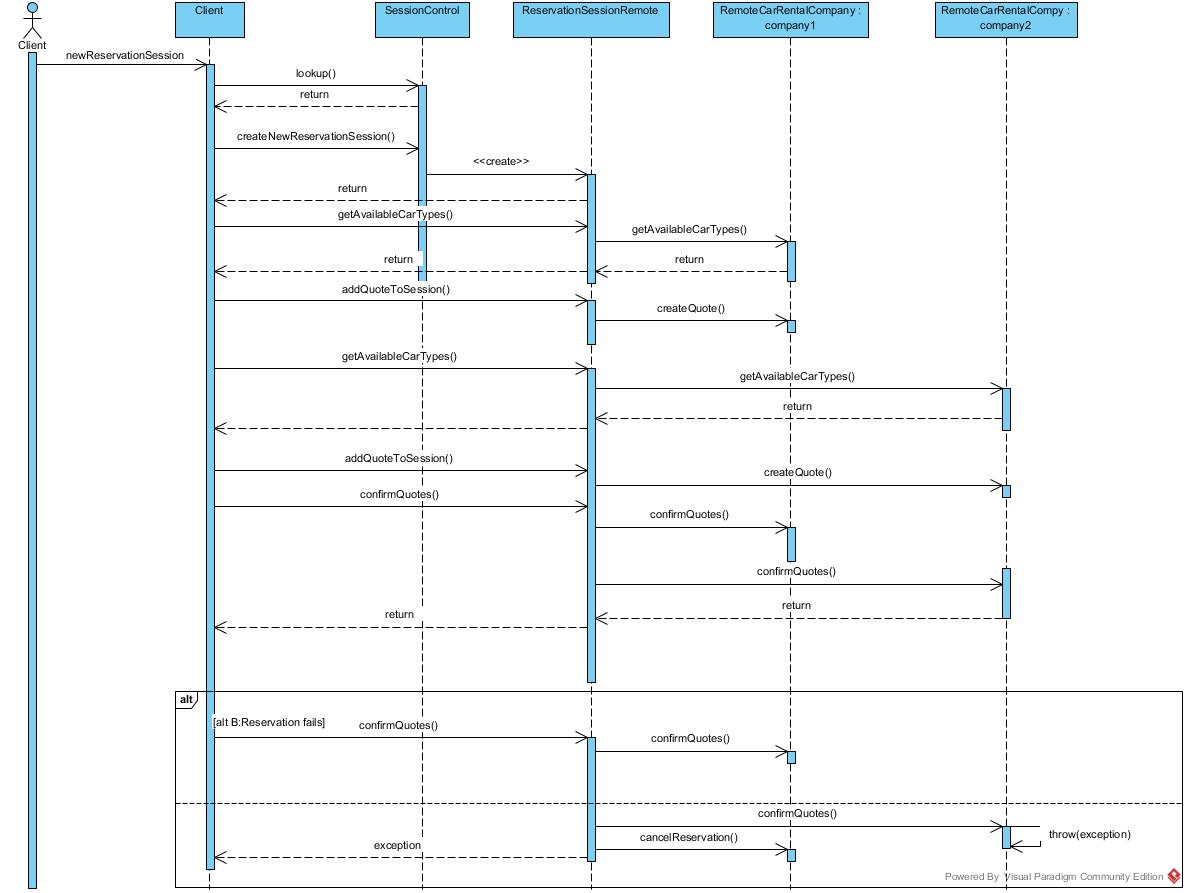 Client
SessionControl
ReservationSessionRemote
RemoteCarRentalCompany :
company1
RemoteCarRentalCompy :
company2
Client
newReservationSession
lookup()
return
createNewReservationSession()
<<create>>
return
getAvailableCarTypes()
getAvailableCarTypes()
return
return
addQuoteToSession()
createQuote()
getAvailableCarTypes()
getAvailableCarTypes()
return
addQuoteToSession()
createQuote()
confirmQuotes()
confirmQuotes()
confirmQuotes()
return
return
alt
[alt B:Reservation fails]
confirmQuotes()
confirmQuotes()
confirmQuotes()
throw(exception)
cancelReservation()
exception
Powered By Visual Paradigm Community Edition